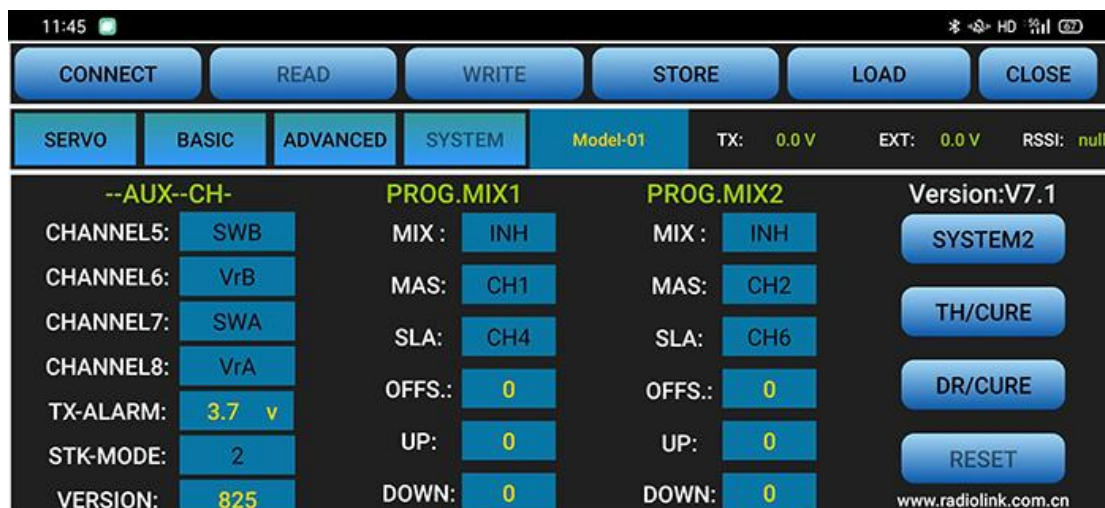 11:45 HD 5G 67
CONNECT READ WRITE STORE LOAD CLOSE
SERVO BASIC ADVANCED SYSTEM Model-01 TX: 0.0 V EXT: 0.0 V RSSI: null
--AUX--CH- PROG.MIX1 PROG.MIX2 Version:V7.1
CHANNEL5: SWB MIX : INH MIX : INH SYSTEM2
CHANNEL6: VrB MAS: CH1 MAS: CH2
CHANNEL7: SWA SLA: CH4 SLA: CH6 TH/CURE
CHANNEL8: VrA OFFS.: 0 OFFS.: 0 DR/CURE
TX-ALARM: 3.7 v
STK-MODE: 2 UP: 0 UP: 0 RESET
VERSION: 825 DOWN: 0 DOWN: 0 www.radiolink.com.cn